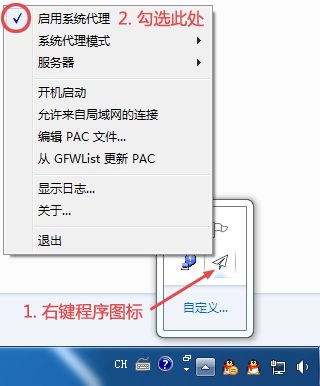 启用系统代理
2. 勾选此处
系统代理模式
服务器
开机启动
允许来自局域网的连接
编辑 PAC 文件...
从 GFWList 更新 PAC
显示日志...
关于...
退出
1. 右键程序图标
自定义...
CH